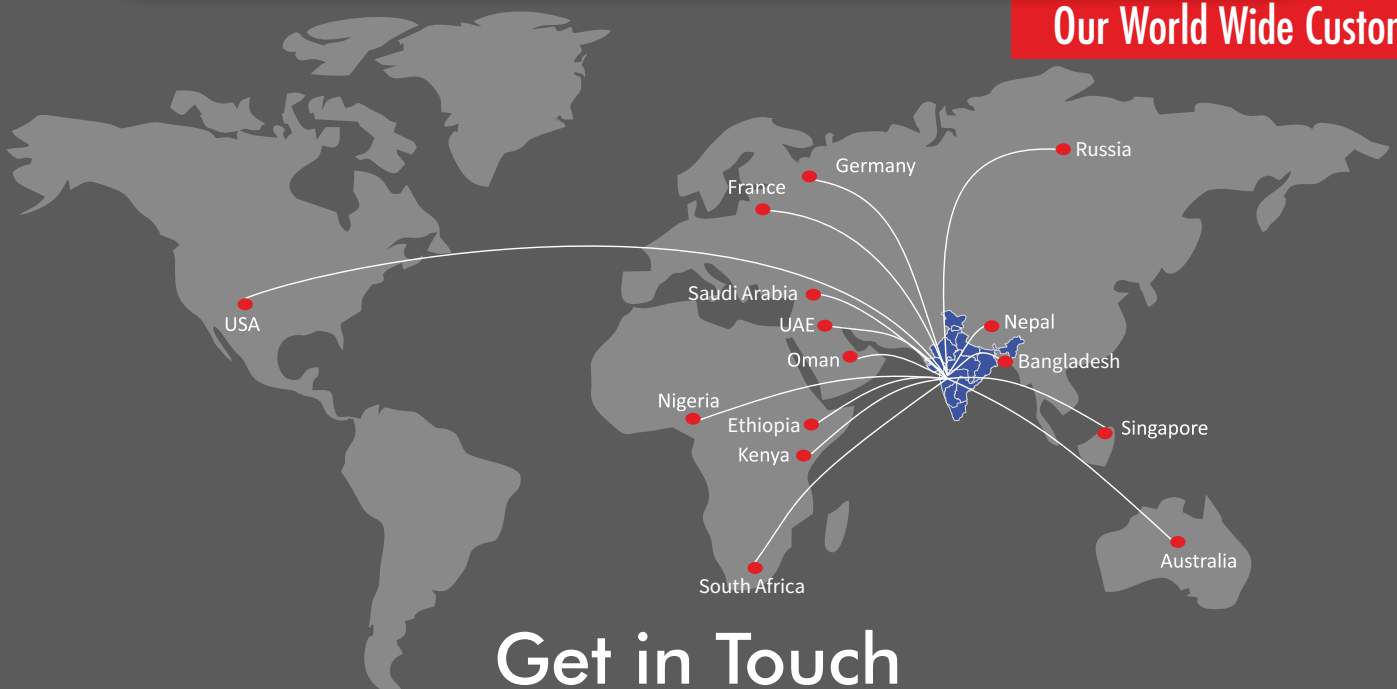 Our World Wide Custom
Russia
Germany
France
Saudi Arabia
USA
UAE
Nepal
Oman
Bangladesh
Nigeria
Ethiopia
Singapore
Kenya
Australia
South Africa
Get in Touch